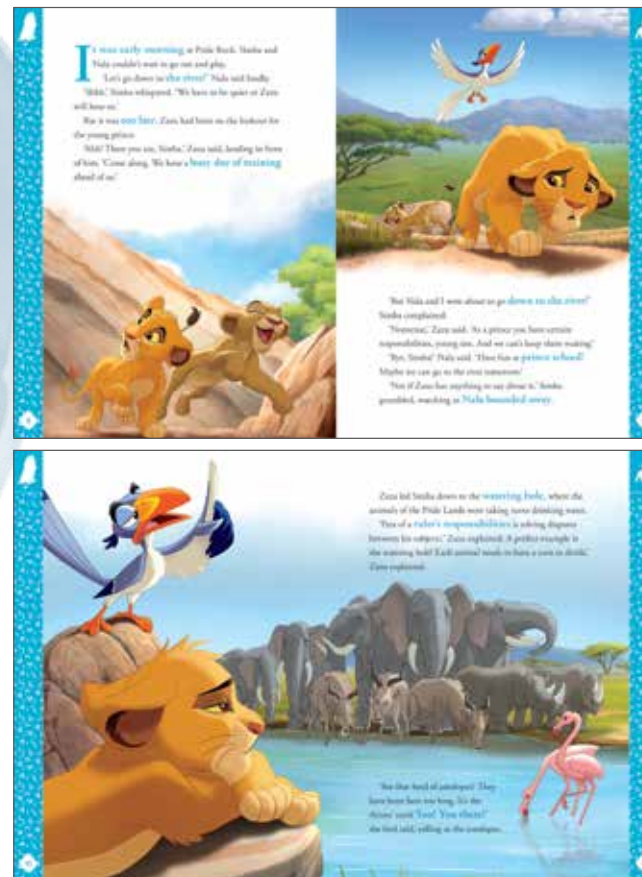 It was early morning at Pride Rock. Simba and
Nala couldn't wait to go out and play.
'Let's go down to the river!' Nala said loudly.
'Shhh,' Simba whispered. 'We have to be quiet or Zazu
will hear us.'
But it was too late. Zazu had been on the lookout for
the young prince.
'Ahh! There you are, Simba,' Zazu said, landing in front
of him. 'Come along. We have a busy day of training
ahead of us.'
'But Nala and I were about to go down to the river!'
Simba complained.
'Nonsense,' Zazu said. 'As a prince you have certain
responsibilities, young one. And we can't keep them waiting.'
'Bye, Simba!' Nala said. 'Have fun at prince school!
Maybe we can go to the river tomorrow.'
'Not if Zazu has anything to say about it,' Simba
grumbled, watching as Nala bounded away.
Zazu led Simba down to the watering hole, where the
animals of the Pride Lands were taking turns drinking water.
'Part of a ruler's responsibilities is solving disputes
between his subjects,' Zazu explained. 'A perfect example is
the watering hole! Each animal needs to have a turn to drink,'
Zazu explained.
'See that herd of antelopes? They
have been here too long. It's the
rhinos' turn! You! You there!'
the bird said, yelling at the antelopes.